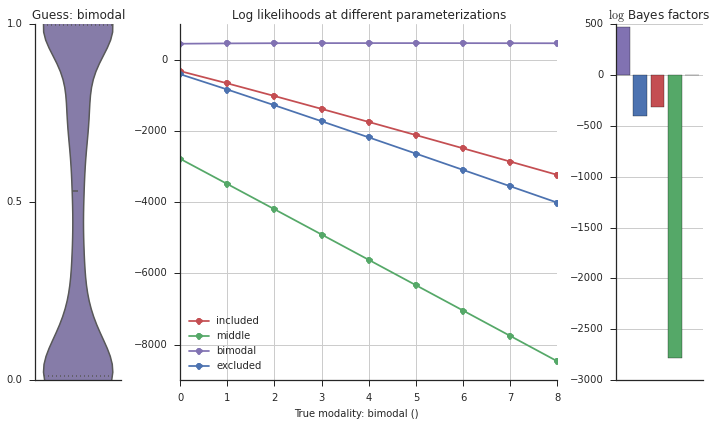 Guess: bimodal
1.0
0.5
0.0
Log likelihoods at different parameterizations
0
−2000
−4000
−6000
−8000
included
middle
bimodal
excluded
0 1 2 3 4 5 6 7 8
True modality: bimodal ()
log Bayes factors
500
0
−500
−1000
−1500
−2000
−2500
−3000